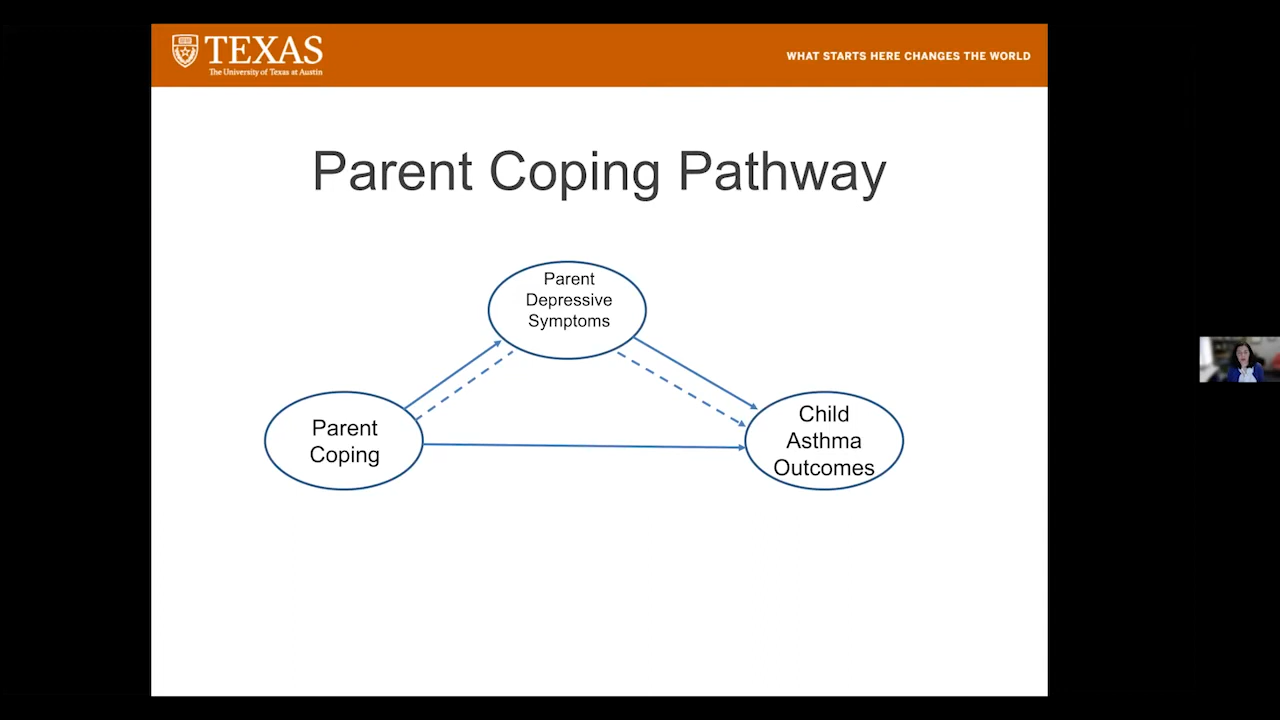 TEXAS
The University of Texas at Austin
WHAT STARTS HERE CHANGES THE WORLD
Parent Coping Pathway
Parent
Depressive
Symptoms
Parent
Coping
Child
Asthma
Outcomes